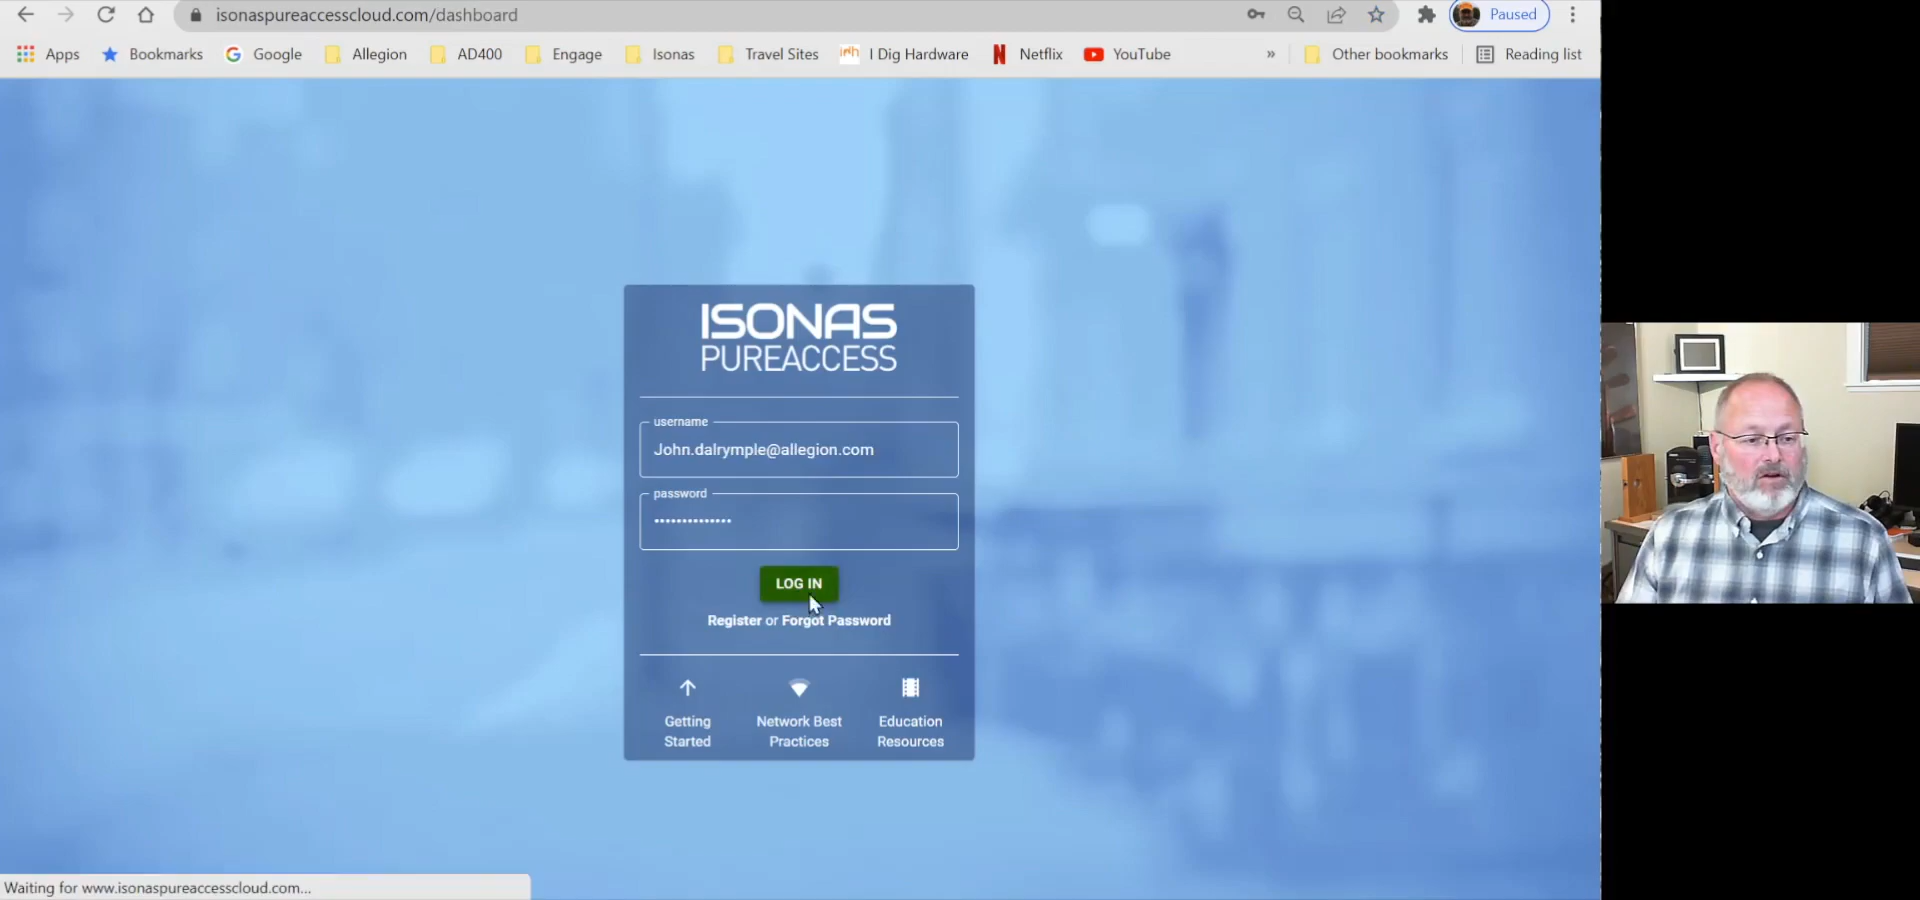 isonaspureaccesscloud.com/dashboard
Paused
Apps
Bookmarks
Google
Allegion
AD400
Engage
Isonas
Travel Sites
I Dig Hardware
Netflix
YouTube
»
Other bookmarks
Reading list
ISONAS
PUREACCESS
username
John.dalrymple@allegion.com
password
••••••••••••••
LOG IN
Register or Forgot Password
Getting
Started
Network Best
Practices
Education
Resources
Waiting for www.isonaspureaccesscloud.com...